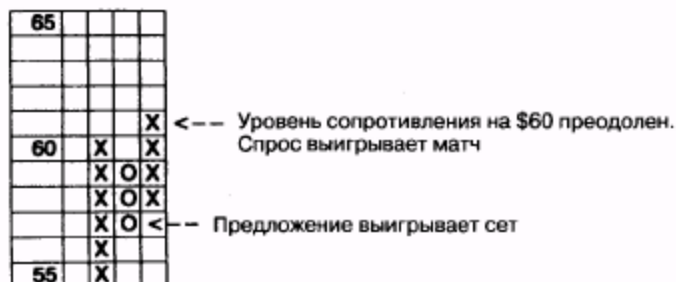 65
X <-- Уровень сопротивления на $60 преодолен.
60 X X Спрос выигрывает матч
X O X
X O X
X O <-- Предложение выигрывает сет
X
55 X